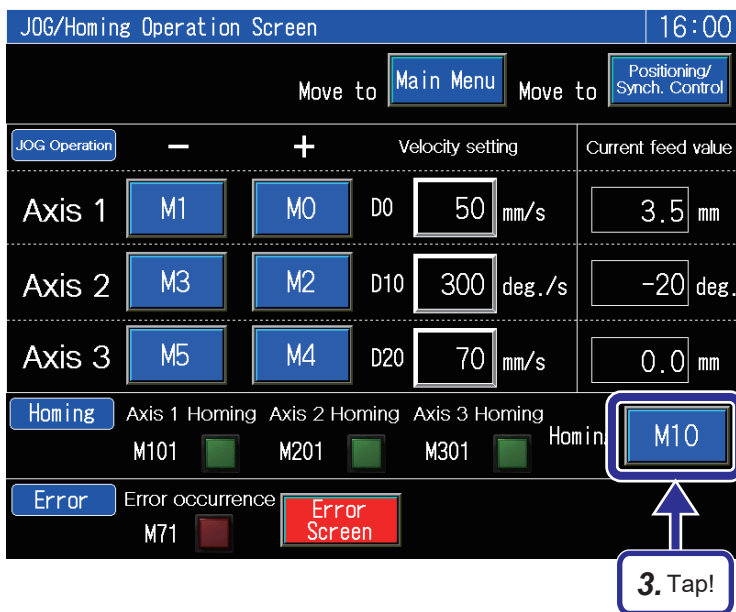 JOG/Homing Operation Screen 16:00
Move to Main Menu Move to Positioning/
Synch. Control
JOG Operation − + Velocity setting Current feed value
Axis 1 M1 M0 D0 50 mm/s 3.5 mm
Axis 2 M3 M2 D10 300 deg./s -20 deg.
Axis 3 M5 M4 D20 70 mm/s 0.0 mm
Homing Axis 1 Homing Axis 2 Homing Axis 3 Homing
M101 M201 M301 Homin M10
Error Error occurrence Error
Screen
M71
3. Tap!